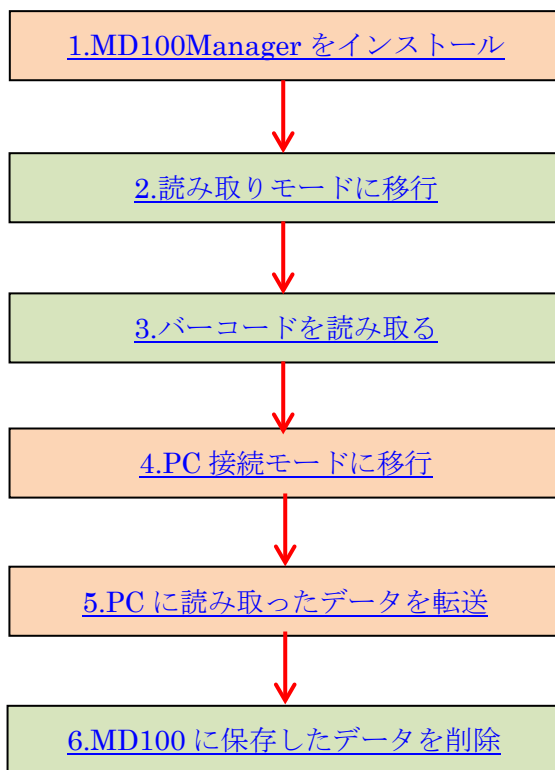 1.MD100Manager をインストール
2.読み取りモードに移行
3.バーコードを読み取る
4.PC 接続モードに移行
5.PC に読み取ったデータを転送
6.MD100 に保存したデータを削除